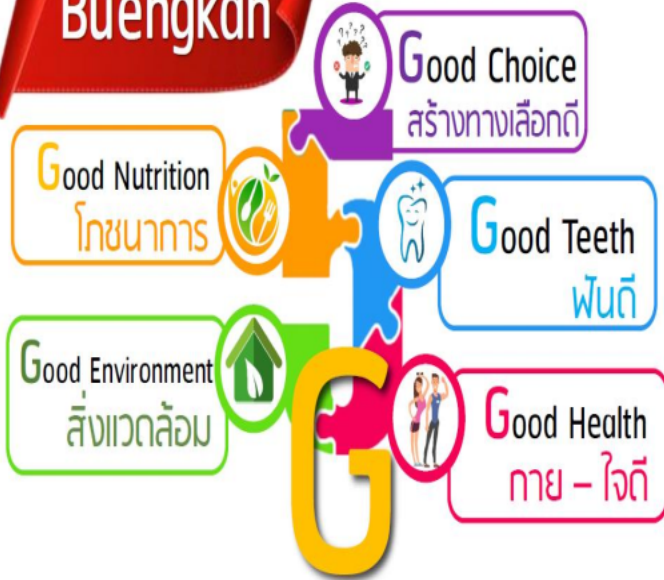 Buengkan
Good Choice
สร้างทางเลือกดี
Good Nutrition
โภชนาการ
Good Teeth
ฟันดี
Good Environment
สิ่งแวดล้อม
Good Health
กาย – ใจดี
G